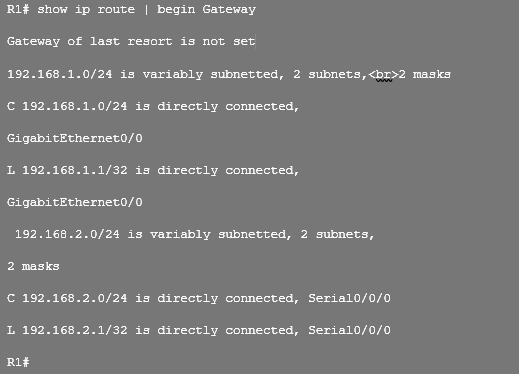 R1# show ip route | begin Gateway
Gateway of last resort is not set
192.168.1.0/24 is variably subnetted, 2 subnets,<br>2 masks
C 192.168.1.0/24 is directly connected,
GigabitEthernet0/0
L 192.168.1.1/32 is directly connected,
GigabitEthernet0/0
192.168.2.0/24 is variably subnetted, 2 subnets,
2 masks
C 192.168.2.0/24 is directly connected, Serial0/0/0
L 192.168.2.1/32 is directly connected, Serial0/0/0
R1#